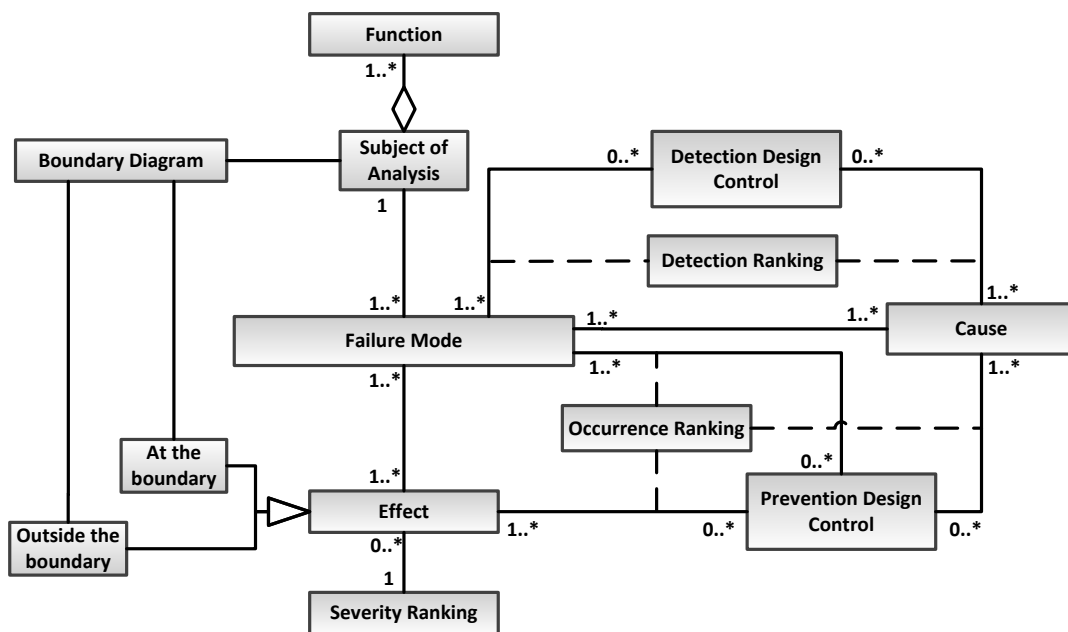 Function
1..*
Subject of
Analysis
Boundary Diagram
1
0..*
Detection Design
Control
0..*
Detection Ranking
1..*
1..*
1..*
Failure Mode
1..*
1..*
Cause
1..*
1..*
1..*
Occurrence Ranking
At the
boundary
0..*
1..*
Effect
Prevention Design
Control
Outside the
boundary
0..*
1..*
0..*
0..*
1
Severity Ranking